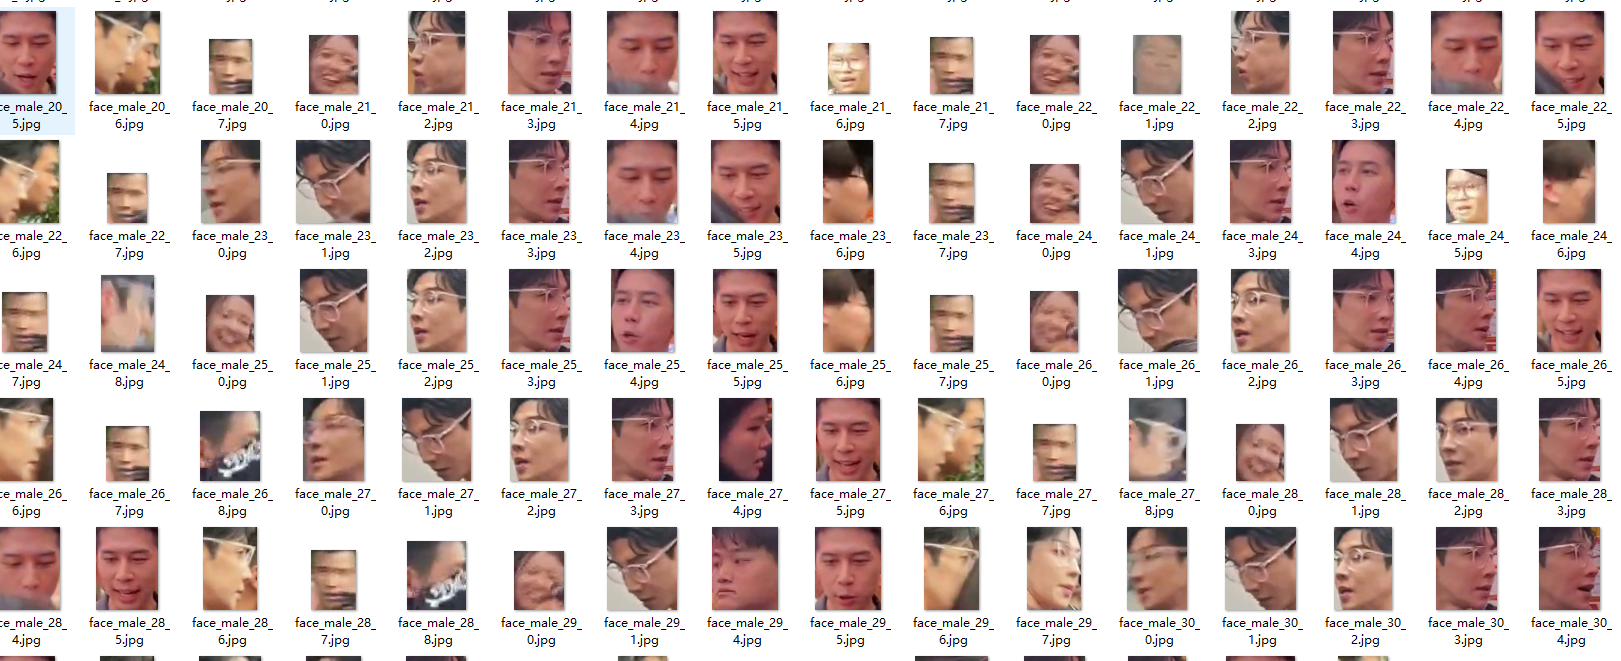 ce_male_20_ face_male_20_ face_male_20_ face_male_21_ face_male_21_ face_male_21_ face_male_21_ face_male_21_ face_male_21_ face_male_21_ face_male_22_ face_male_22_ face_male_22_ face_male_22_ face_male_22_ face_male_22_
5.jpg 6.jpg 7.jpg 0.jpg 2.jpg 3.jpg 4.jpg 5.jpg 6.jpg 7.jpg 0.jpg 1.jpg 2.jpg 3.jpg 4.jpg 5.jpg
ce_male_22_ face_male_22_ face_male_23_ face_male_23_ face_male_23_ face_male_23_ face_male_23_ face_male_23_ face_male_23_ face_male_23_ face_male_24_ face_male_24_ face_male_24_ face_male_24_ face_male_24_ face_male_24_
6.jpg 7.jpg 0.jpg 1.jpg 2.jpg 3.jpg 4.jpg 5.jpg 6.jpg 7.jpg 0.jpg 1.jpg 3.jpg 4.jpg 5.jpg 6.jpg
ce_male_24_ face_male_24_ face_male_25_ face_male_25_ face_male_25_ face_male_25_ face_male_25_ face_male_25_ face_male_25_ face_male_25_ face_male_26_ face_male_26_ face_male_26_ face_male_26_ face_male_26_ face_male_26_
7.jpg 8.jpg 0.jpg 1.jpg 2.jpg 3.jpg 4.jpg 5.jpg 6.jpg 7.jpg 0.jpg 1.jpg 2.jpg 3.jpg 4.jpg 5.jpg
ce_male_26_ face_male_26_ face_male_26_ face_male_27_ face_male_27_ face_male_27_ face_male_27_ face_male_27_ face_male_27_ face_male_27_ face_male_27_ face_male_27_ face_male_28_ face_male_28_ face_male_28_ face_male_28_
6.jpg 7.jpg 8.jpg 0.jpg 1.jpg 2.jpg 3.jpg 4.jpg 5.jpg 6.jpg 7.jpg 8.jpg 0.jpg 1.jpg 2.jpg 3.jpg
ce_male_28_ face_male_28_ face_male_28_ face_male_28_ face_male_28_ face_male_29_ face_male_29_ face_male_29_ face_male_29_ face_male_29_ face_male_29_ face_male_30_ face_male_30_ face_male_30_ face_male_30_ face_male_30_
4.jpg 5.jpg 6.jpg 7.jpg 8.jpg 0.jpg 1.jpg 4.jpg 5.jpg 6.jpg 7.jpg 0.jpg 1.jpg 2.jpg 3.jpg 4.jpg